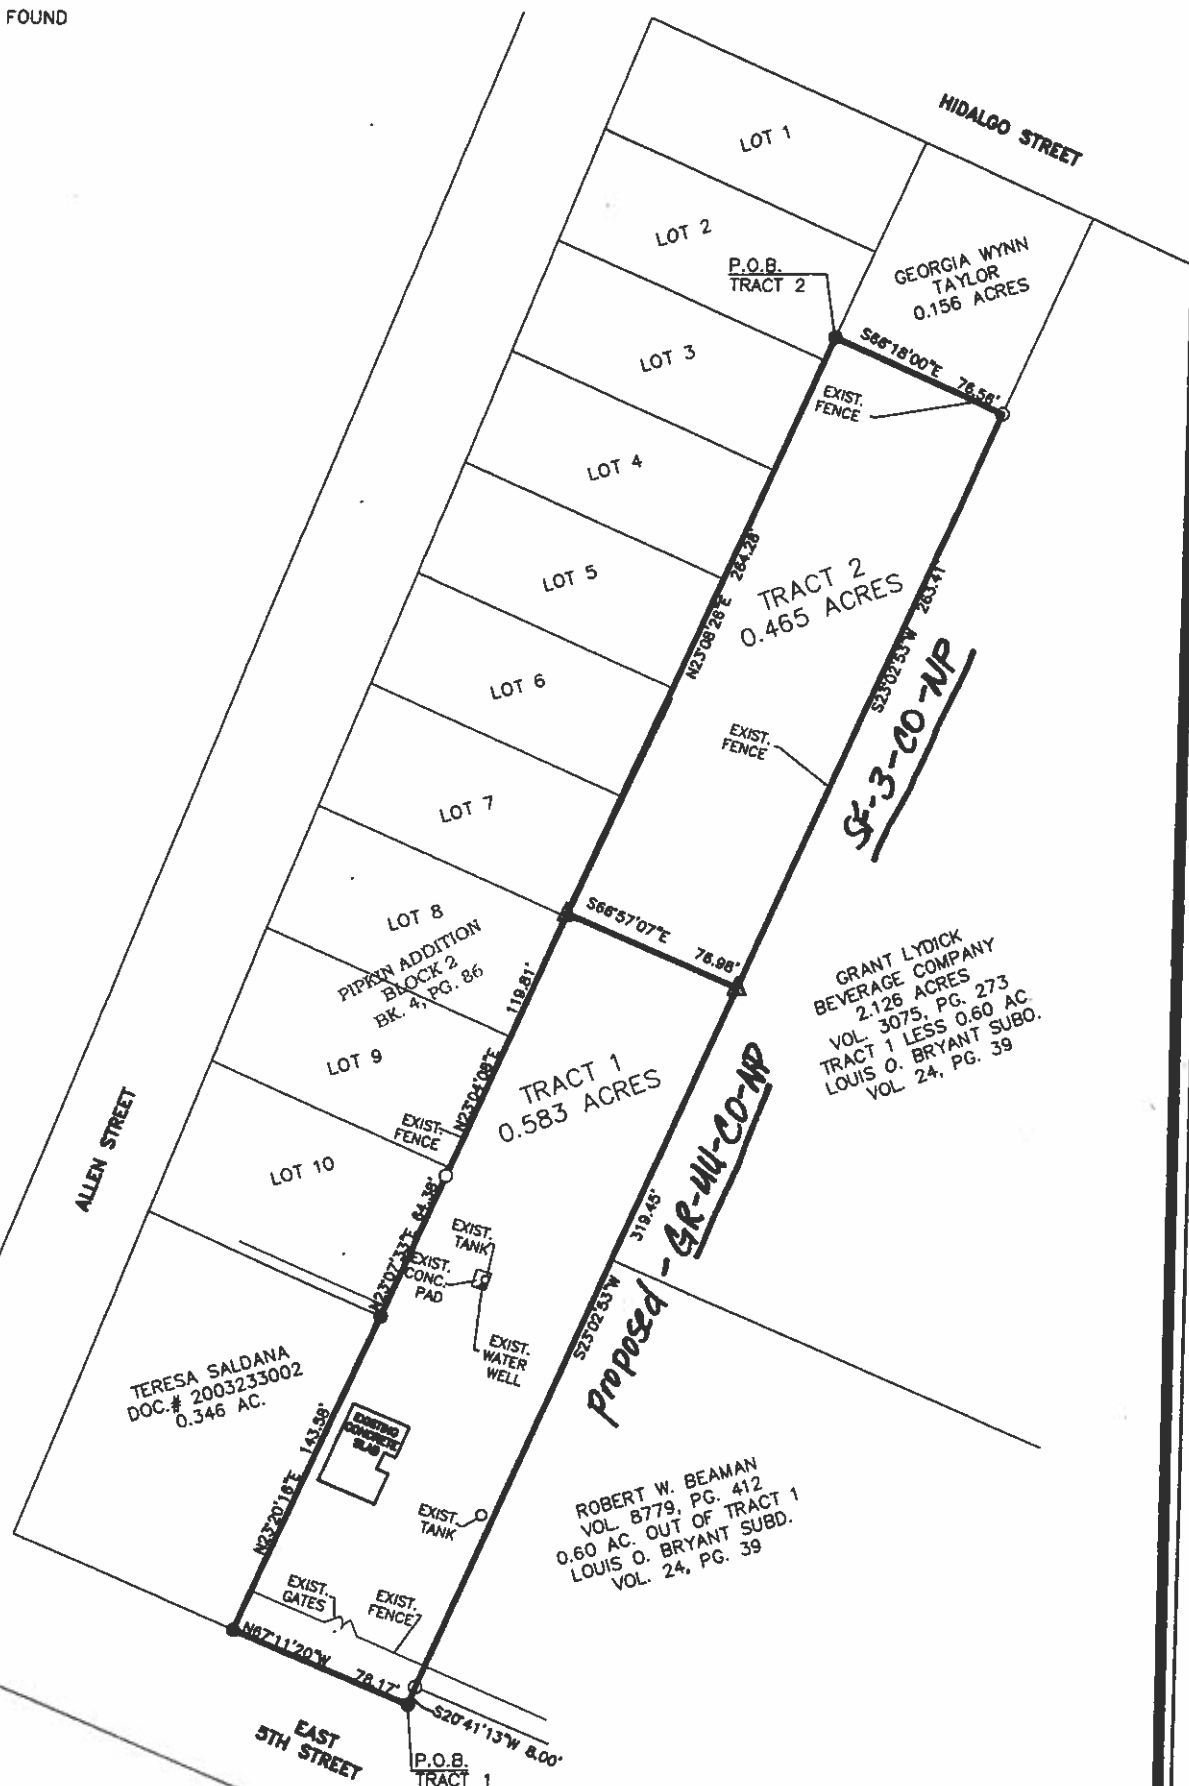 FOUND
HIDALGO STREET
LOT 1
LOT 2
P.O.B.
TRACT 2
GEORGIA WYNN
TAYLOR
0.156 ACRES
S66°18'00"E 76.56'
LOT 3
EXIST.
FENCE
LOT 4
N23°08'26"E 264.28'
LOT 5
TRACT 2
0.465 ACRES
S23°02'53"W 263.41'
SF-3-CO-NP
LOT 6
EXIST.
FENCE
LOT 7
S66°57'07"E 76.98'
LOT 8
PIPKIN ADDITION
BLOCK 2
BK. 4, PG. 86
GRANT LYDICK
BEVERAGE COMPANY
2.126 ACRES
VOL. 3075, PG. 273
TRACT 1 LESS 0.60 AC.
LOUIS O. BRYANT SUBD.
VOL. 24, PG. 39
LOT 9
N23°04'08"E 119.81'
TRACT 1
0.583 ACRES
EXIST.
FENCE
ALLEN STREET
LOT 10
N23°07'33"E 64.38'
EXIST.
TANK
EXIST.
CONC.
PAD
EXIST.
WATER
WELL
S23°02'53"W 319.45'
proposed - GR-MU-CO-NP
TERESA SALDANA
DOC.# 2003233002
0.346 AC.
N23°20'16"E 143.58'
EXISTING
CONCRETE
SLAB
EXIST.
TANK
ROBERT W. BEAMAN
VOL. 8779, PG. 412
0.60 AC. OUT OF TRACT 1
LOUIS O. BRYANT SUBD.
VOL. 24, PG. 39
EXIST.
GATES
EXIST.
FENCE
N67°11'20"W 78.17'
S20°41'13"W 8.00'
EAST
5TH STREET
P.O.B.
TRACT 1